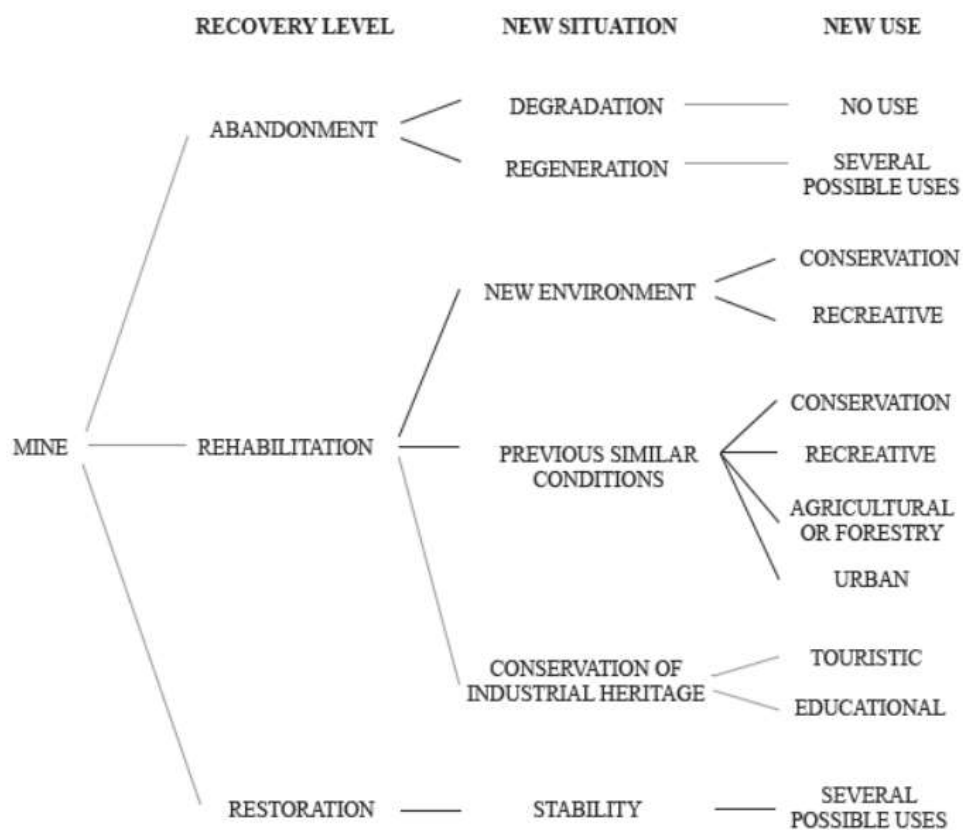 RECOVERY LEVEL NEW SITUATION NEW USE
DEGRADATION NO USE
ABANDONMENT
REGENERATION SEVERAL
POSSIBLE USES
CONSERVATION
NEW ENVIRONMENT
RECREATIVE
CONSERVATION
MINE REHABILITATION PREVIOUS SIMILAR
CONDITIONS
RECREATIVE
AGRICULTURAL
OR FORESTRY
URBAN
CONSERVATION OF
INDUSTRIAL HERITAGE
TOURISTIC
EDUCATIONAL
RESTORATION STABILITY SEVERAL
POSSIBLE USES